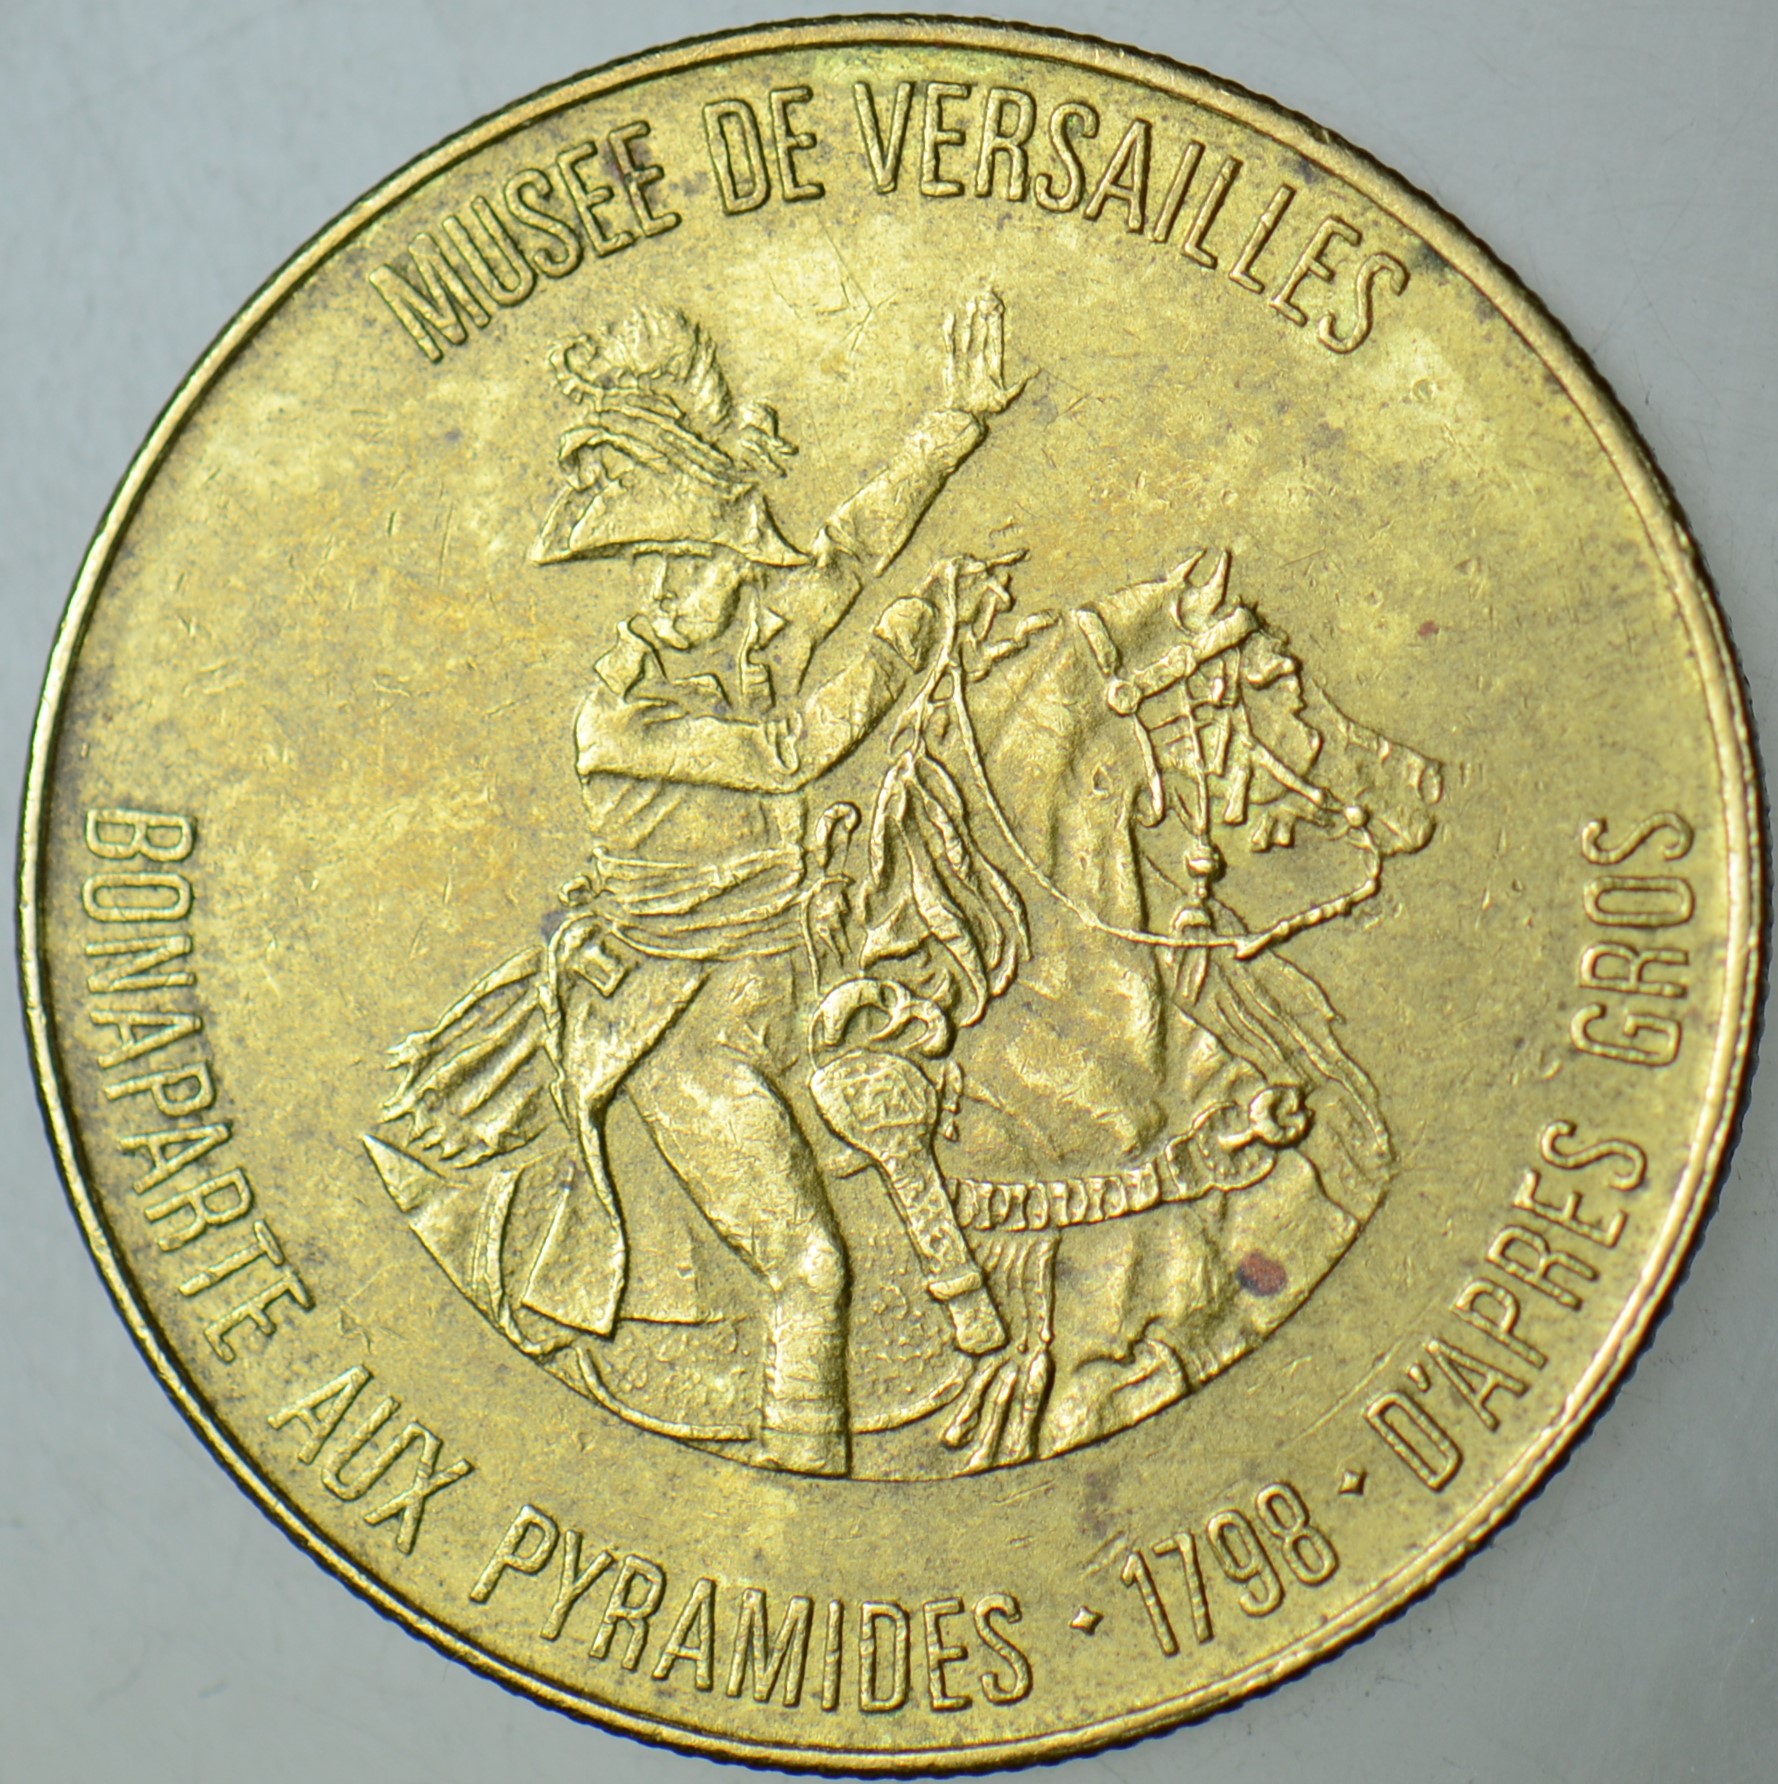 MUSEE DE VERSAILLES
BONAPARTE AUX PYRAMIDES · 1798 · D'APRES GROS